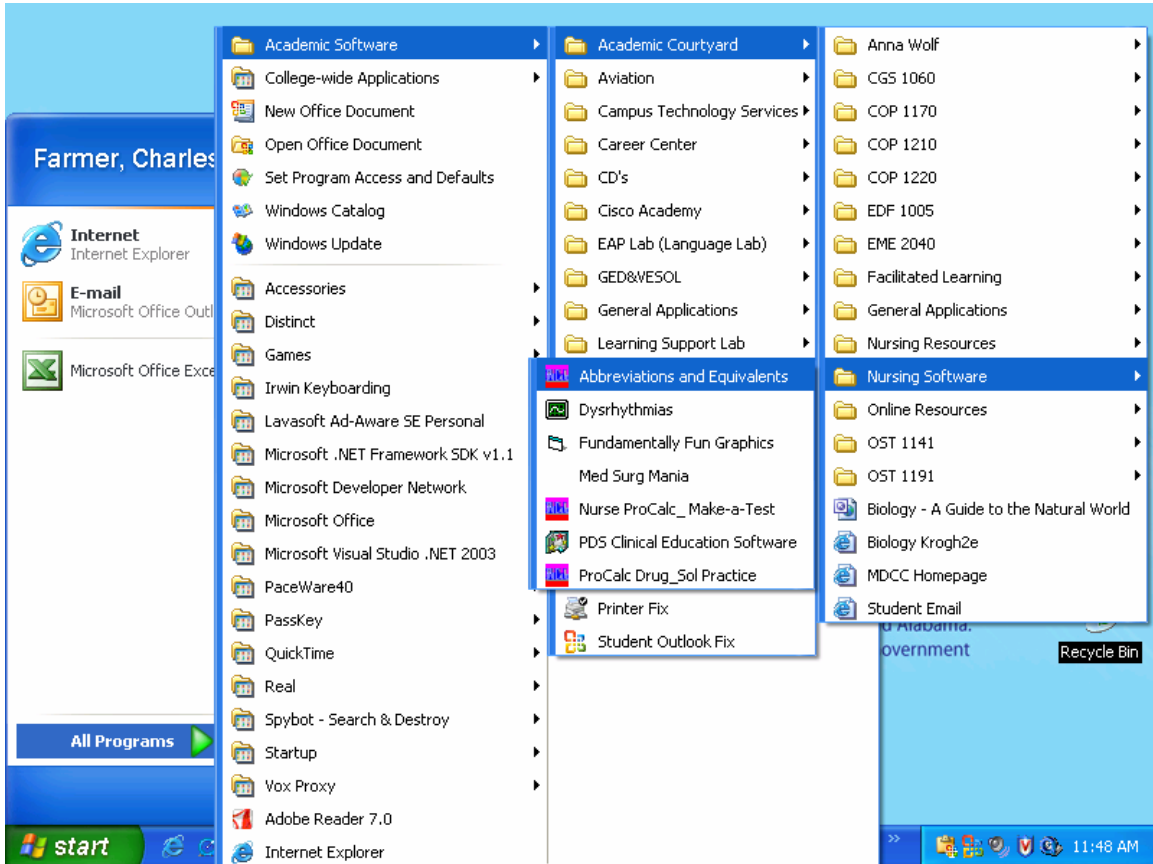 Farmer, Charles
Internet
Internet Explorer
E-mail
Microsoft Office Outl
Microsoft Office Exce
All Programs
start
Academic Software
College-wide Applications
New Office Document
Open Office Document
Set Program Access and Defaults
Windows Catalog
Windows Update
Accessories
Distinct
Games
Irwin Keyboarding
Lavasoft Ad-Aware SE Personal
Microsoft .NET Framework SDK v1.1
Microsoft Developer Network
Microsoft Office
Microsoft Visual Studio .NET 2003
PaceWare40
PassKey
QuickTime
Real
Spybot - Search & Destroy
Startup
Vox Proxy
Adobe Reader 7.0
Internet Explorer
Academic Courtyard
Aviation
Campus Technology Services
Career Center
CD's
Cisco Academy
EAP Lab (Language Lab)
GED&VESOL
General Applications
Learning Support Lab
Printer Fix
Student Outlook Fix
Anna Wolf
CGS 1060
COP 1170
COP 1210
COP 1220
EDF 1005
EME 2040
Facilitated Learning
General Applications
Nursing Resources
Nursing Software
Online Resources
OST 1141
OST 1191
Biology - A Guide to the Natural World
Biology Krogh2e
MDCC Homepage
Student Email
Abbreviations and Equivalents
Dysrhythmias
Fundamentally Fun Graphics
Med Surg Mania
Nurse ProCalc_ Make-a-Test
PDS Clinical Education Software
ProCalc Drug_Sol Practice
d Alabama.
overnment
Recycle Bin
11:48 AM